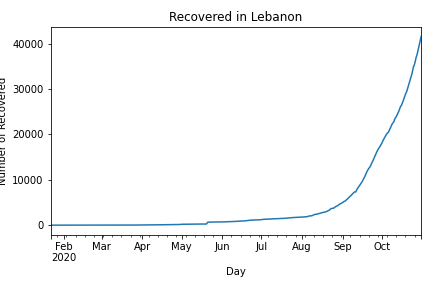 Recovered in Lebanon
Number of Recovered
40000
30000
20000
10000
0
Feb Mar Apr May Jun Jul Aug Sep Oct
2020
Day